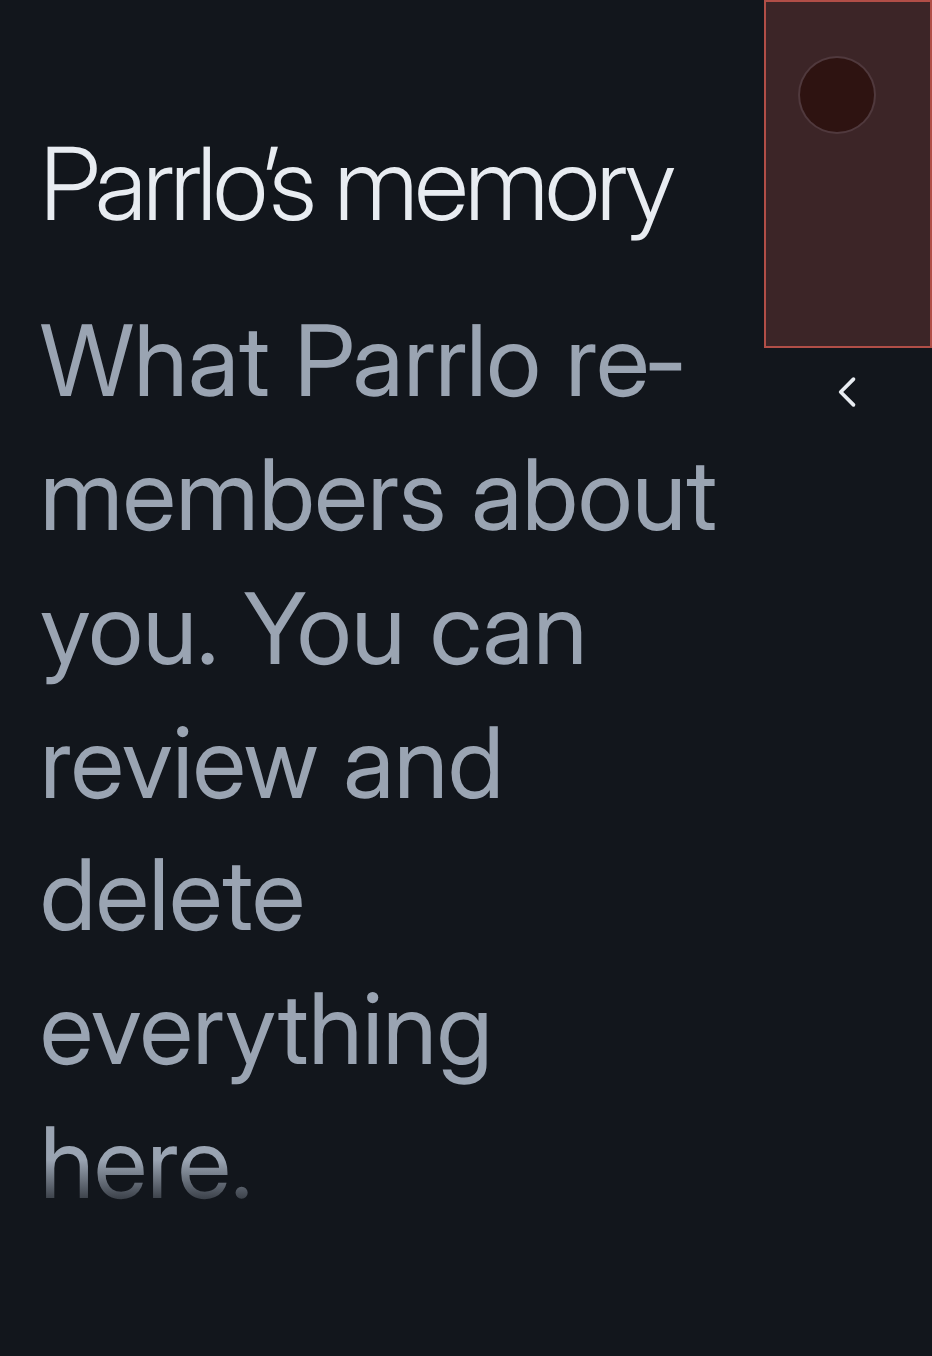 Parrlo’s memory
What Parrlo re-
members about
you. You can
review and
delete
everything
here.